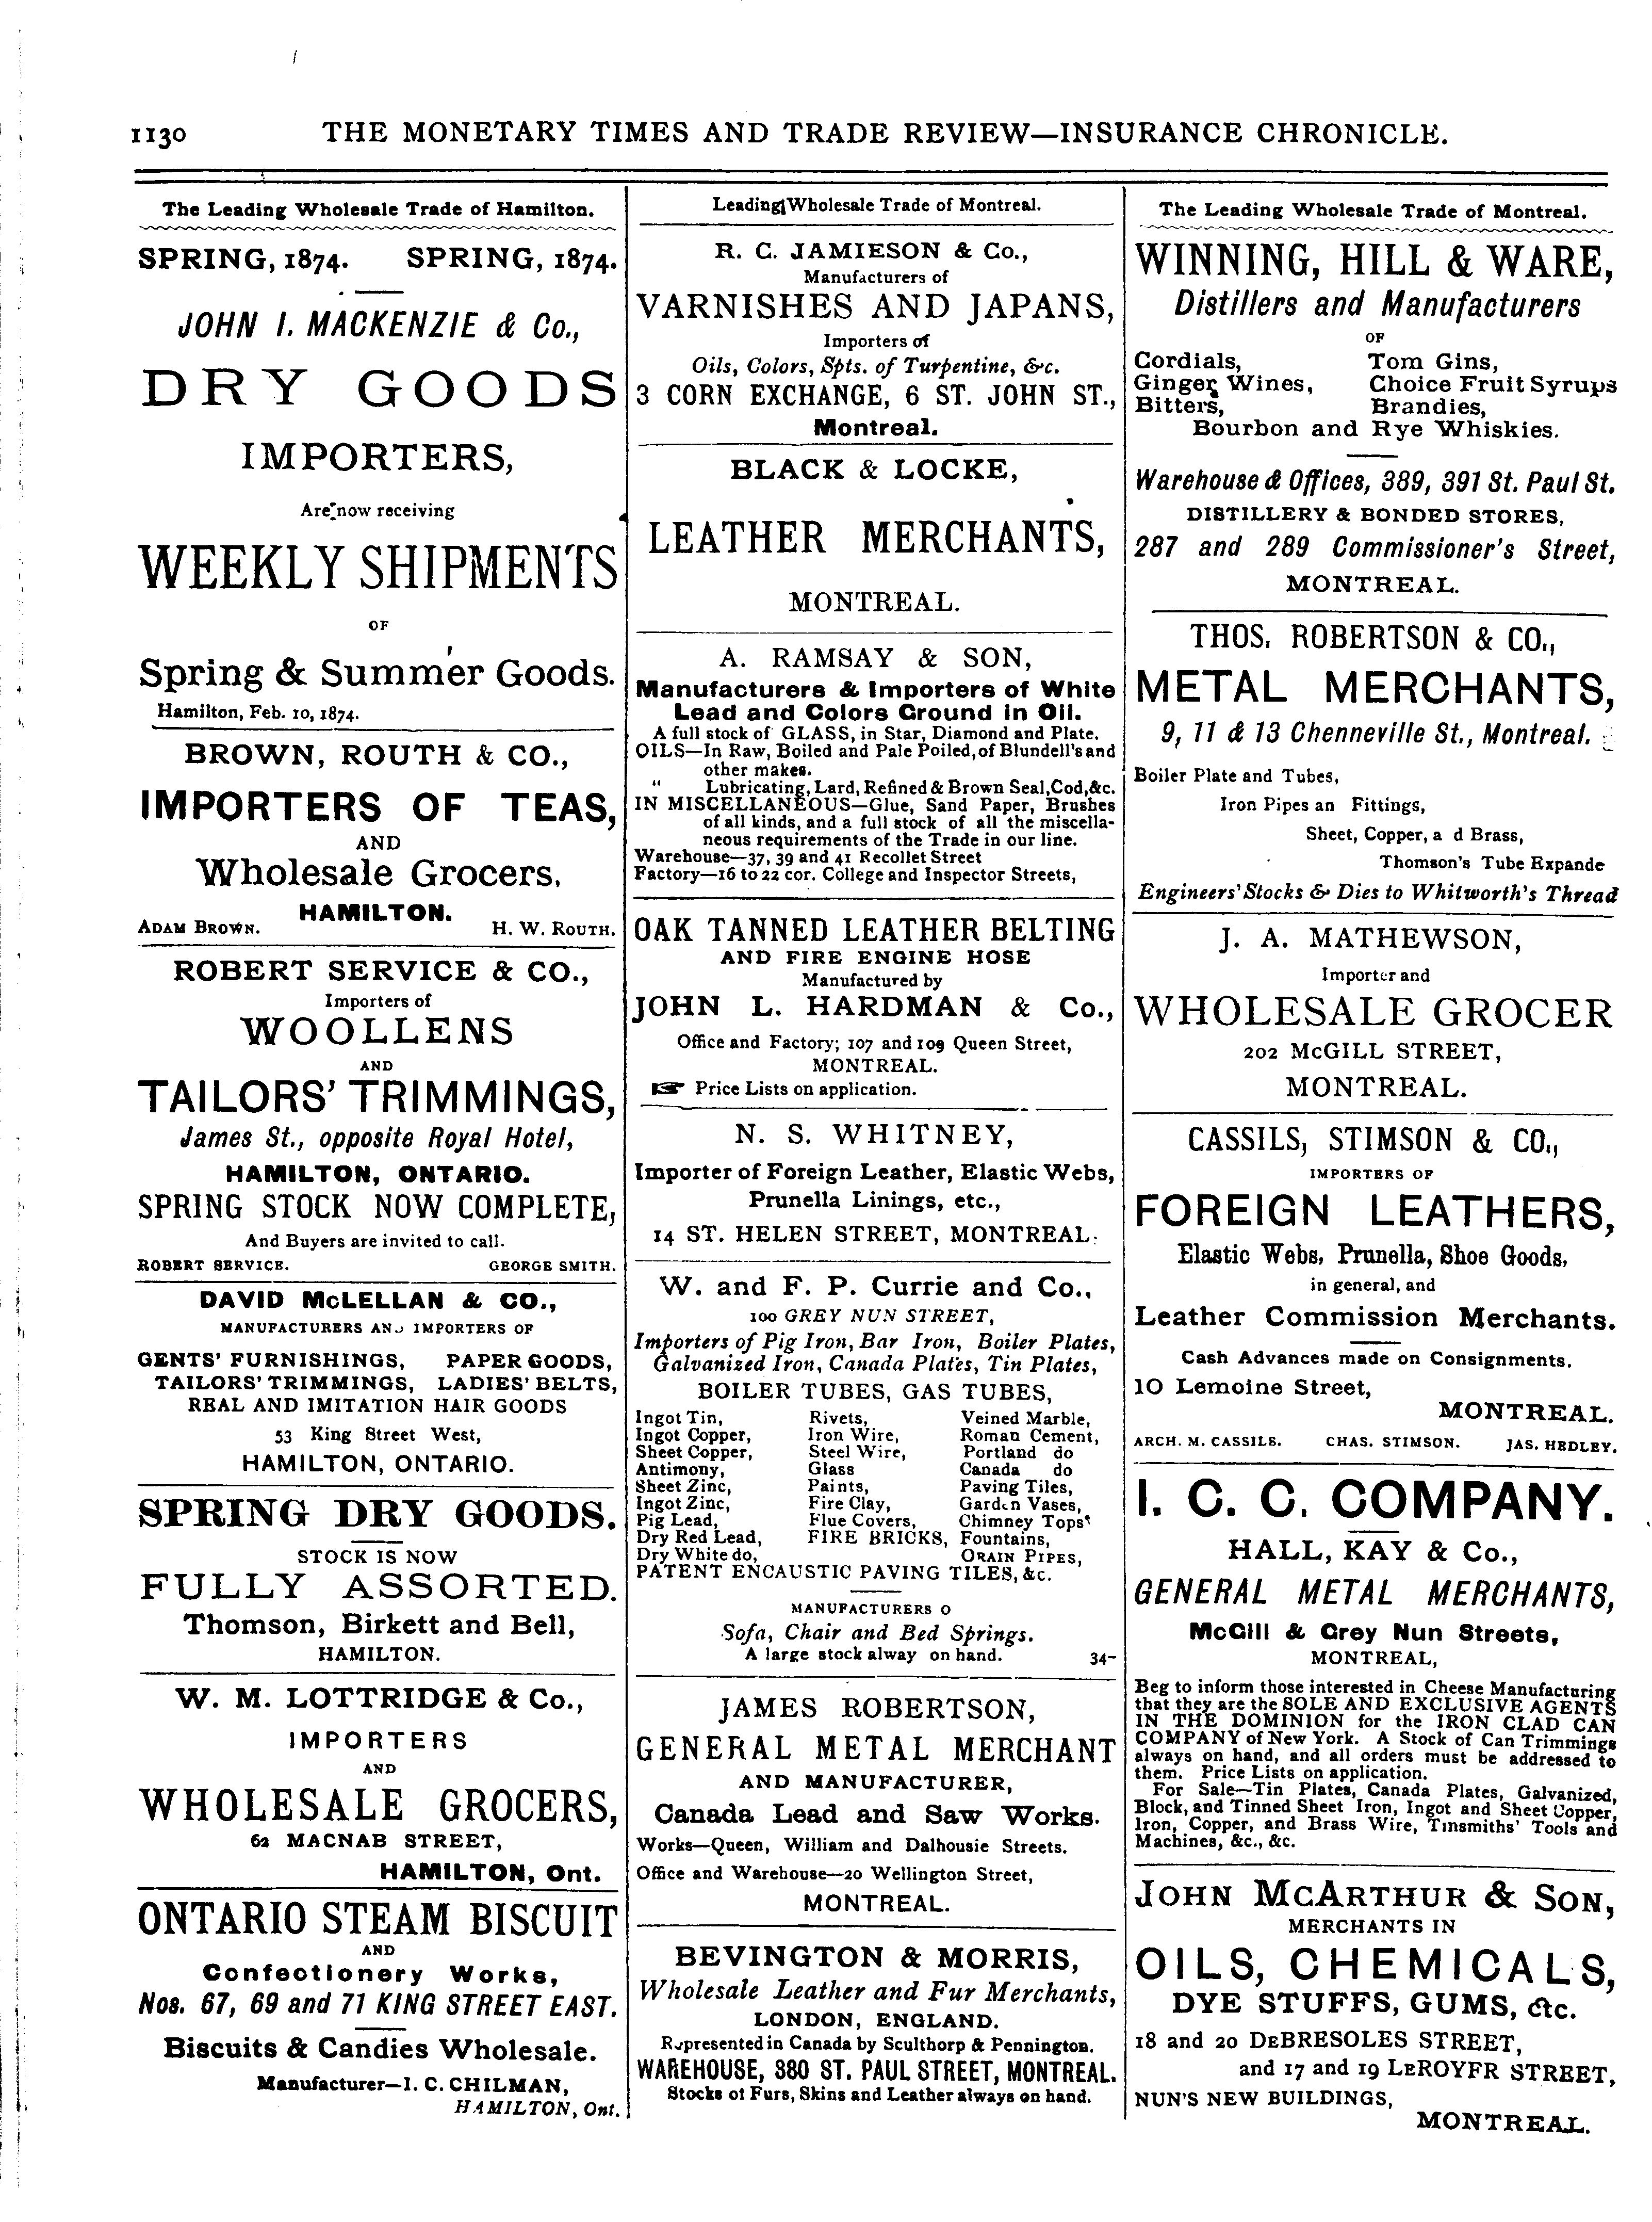 1130 THE MONETARY TIMES AND TRADE REVIEW—INSURANCE CHRONICLE.
The Leading Wholesale Trade of Hamilton.
SPRING, 1874. SPRING, 1874.
JOHN I. MACKENZIE & Co.,
DRY GOODS
IMPORTERS,
Are now receiving
WEEKLY SHIPMENTS
OF
Spring & Summer Goods.
Hamilton, Feb. 10, 1874.
BROWN, ROUTH & CO.,
IMPORTERS OF TEAS,
AND
Wholesale Grocers,
HAMILTON.
ADAM BROWN. H. W. ROUTH.
ROBERT SERVICE & CO.,
Importers of
WOOLLENS
AND
TAILORS' TRIMMINGS,
James St., opposite Royal Hotel,
HAMILTON, ONTARIO.
SPRING STOCK NOW COMPLETE,
And Buyers are invited to call.
ROBERT SERVICE. GEORGE SMITH.
DAVID McLELLAN & CO.,
MANUFACTURERS AND IMPORTERS OF
GENTS' FURNISHINGS, PAPER GOODS,
TAILORS' TRIMMINGS, LADIES' BELTS,
REAL AND IMITATION HAIR GOODS
53 King Street West,
HAMILTON, ONTARIO.
SPRING DRY GOODS.
STOCK IS NOW
FULLY ASSORTED.
Thomson, Birkett and Bell,
HAMILTON.
W. M. LOTTRIDGE & Co.,
IMPORTERS
AND
WHOLESALE GROCERS,
62 MACNAB STREET,
HAMILTON, Ont.
ONTARIO STEAM BISCUIT
AND
Confectionery Works,
Nos. 67, 69 and 71 KING STREET EAST.
Biscuits & Candies Wholesale.
Manufacturer—I. C. CHILMAN,
HAMILTON, Ont.
Leading Wholesale Trade of Montreal.
R. C. JAMIESON & Co.,
Manufacturers of
VARNISHES AND JAPANS,
Importers of
Oils, Colors, Spts. of Turpentine, &c.
3 CORN EXCHANGE, 6 ST. JOHN ST.,
Montreal.
BLACK & LOCKE,
LEATHER MERCHANTS,
MONTREAL.
A. RAMSAY & SON,
Manufacturers & Importers of White
Lead and Colors Ground in Oil.
A full stock of GLASS, in Star, Diamond and Plate.
OILS—In Raw, Boiled and Pale Poiled, of Blundell's and
other makes.
" Lubricating, Lard, Refined & Brown Seal, Cod, &c.
IN MISCELLANEOUS—Glue, Sand Paper, Brushes
of all kinds, and a full stock of all the miscella-
neous requirements of the Trade in our line.
Warehouse—37, 39 and 41 Recollet Street
Factory—16 to 22 cor. College and Inspector Streets,
OAK TANNED LEATHER BELTING
AND FIRE ENGINE HOSE
Manufactured by
JOHN L. HARDMAN & Co.,
Office and Factory; 107 and 109 Queen Street,
MONTREAL.
☞ Price Lists on application.
N. S. WHITNEY,
Importer of Foreign Leather, Elastic Webs,
Prunella Linings, etc.,
14 ST. HELEN STREET, MONTREAL.
W. and F. P. Currie and Co.,
100 GREY NUN STREET,
Importers of Pig Iron, Bar Iron, Boiler Plates,
Galvanized Iron, Canada Plates, Tin Plates,
BOILER TUBES, GAS TUBES,
Ingot Tin, Rivets, Veined Marble,
Ingot Copper, Iron Wire, Roman Cement,
Sheet Copper, Steel Wire, Portland do
Antimony, Glass Canada do
Sheet Zinc, Paints, Paving Tiles,
Ingot Zinc, Fire Clay, Garden Vases,
Pig Lead, Flue Covers, Chimney Tops
Dry Red Lead, FIRE BRICKS, Fountains,
Dry White do, ORAIN PIPES,
PATENT ENCAUSTIC PAVING TILES, &c.
MANUFACTURERS O
Sofa, Chair and Bed Springs.
A large stock alway on hand. 34-
JAMES ROBERTSON,
GENERAL METAL MERCHANT
AND MANUFACTURER,
Canada Lead and Saw Works.
Works—Queen, William and Dalhousie Streets.
Office and Warehouse—20 Wellington Street,
MONTREAL.
BEVINGTON & MORRIS,
Wholesale Leather and Fur Merchants,
LONDON, ENGLAND.
Represented in Canada by Sculthorp & Pennington.
WAREHOUSE, 380 ST. PAUL STREET, MONTREAL.
Stocks of Furs, Skins and Leather always on hand.
The Leading Wholesale Trade of Montreal.
WINNING, HILL & WARE,
Distillers and Manufacturers
OF
Cordials, Tom Gins,
Ginger Wines, Choice Fruit Syrups
Bitters, Brandies,
Bourbon and Rye Whiskies.
Warehouse & Offices, 389, 391 St. Paul St.
DISTILLERY & BONDED STORES,
287 and 289 Commissioner's Street,
MONTREAL.
THOS. ROBERTSON & CO.,
METAL MERCHANTS,
9, 11 & 13 Chenneville St., Montreal.
Boiler Plate and Tubes,
Iron Pipes an Fittings,
Sheet, Copper, a d Brass,
Thomson's Tube Expande
Engineers' Stocks & Dies to Whitworth's Thread
J. A. MATHEWSON,
Importer and
WHOLESALE GROCER
202 McGILL STREET,
MONTREAL.
CASSILS, STIMSON & CO.,
IMPORTERS OF
FOREIGN LEATHERS,
Elastic Webs, Prunella, Shoe Goods,
in general, and
Leather Commission Merchants.
Cash Advances made on Consignments.
10 Lemoine Street,
MONTREAL.
ARCH. M. CASSILS. CHAS. STIMSON. JAS. HEDLEY.
I. C. C. COMPANY.
HALL, KAY & Co.,
GENERAL METAL MERCHANTS,
McGill & Grey Nun Streets,
MONTREAL,
Beg to inform those interested in Cheese Manufacturing
that they are the SOLE AND EXCLUSIVE AGENTS
IN THE DOMINION for the IRON CLAD CAN
COMPANY of New York. A Stock of Can Trimmings
always on hand, and all orders must be addressed to
them. Price Lists on application.
For Sale—Tin Plates, Canada Plates, Galvanized,
Block, and Tinned Sheet Iron, Ingot and Sheet Copper,
Iron, Copper, and Brass Wire, Tinsmiths' Tools and
Machines, &c., &c.
JOHN MCARTHUR & SON,
MERCHANTS IN
OILS, CHEMICALS,
DYE STUFFS, GUMS, &c.
18 and 20 DEBRESOLES STREET,
and 17 and 19 LEROYFR STREET,
NUN'S NEW BUILDINGS,
MONTREAL.